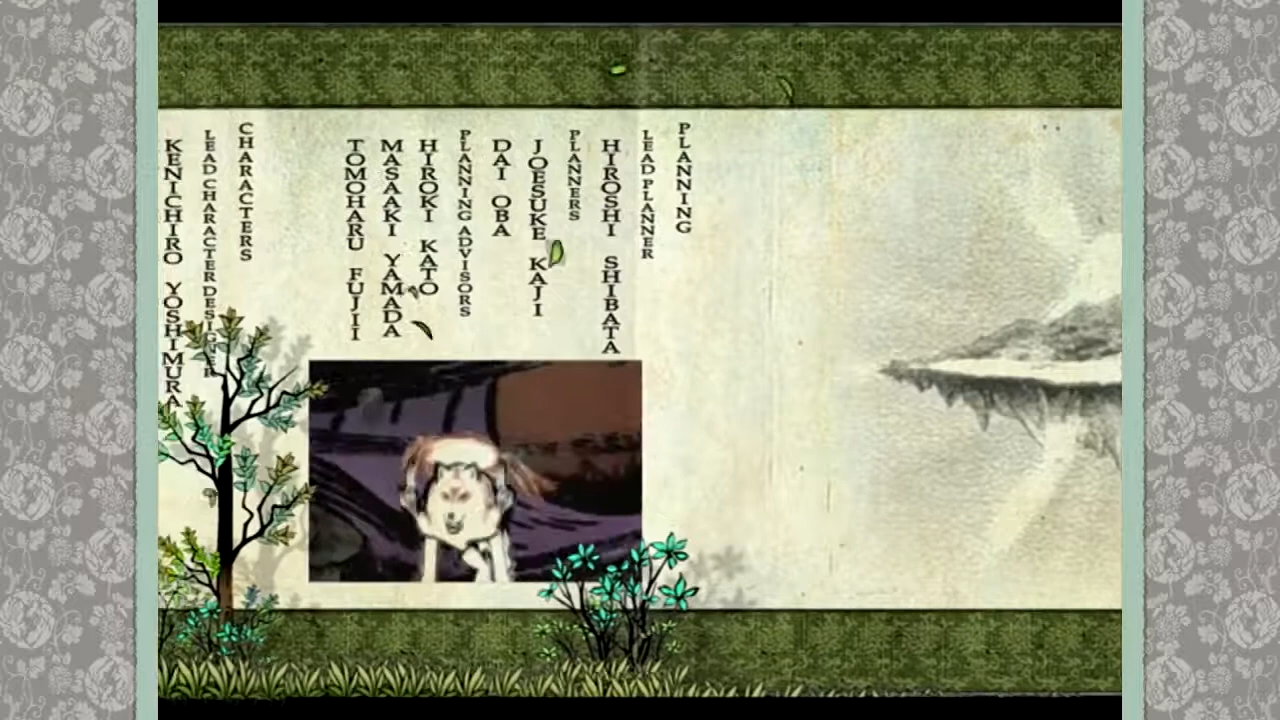 PLANNING
LEAD PLANNER
HIROSHI SHIBATA
PLANNERS
JOESUKE KAJI
DAI OBA
PLANNING ADVISORS
HIROKI KATO
MASAAKI YAMADA
TOMOHARU FUJII
CHARACTERS
LEAD CHARACTER DESIGNER
KENICHIRO YOSHIMURA